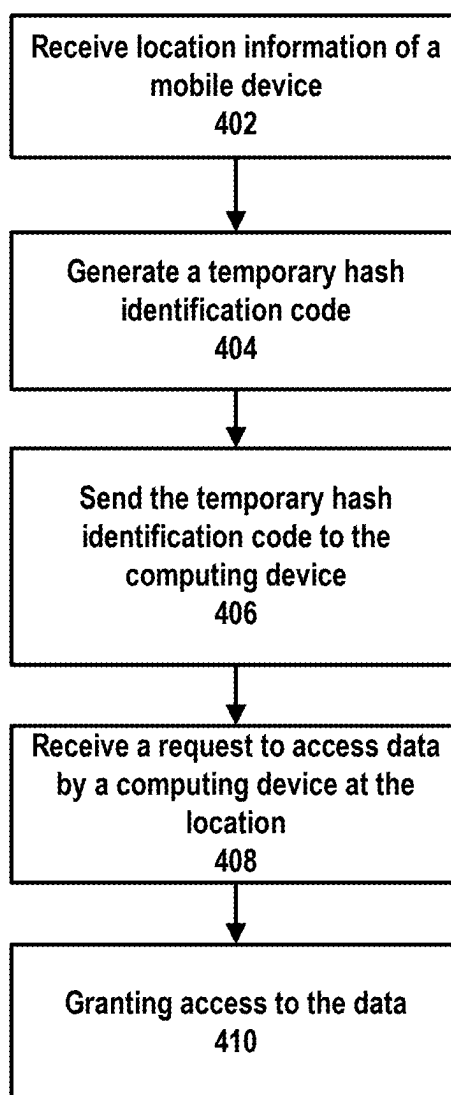 Receive location information of a
mobile device
402
Generate a temporary hash
identification code
404
Send the temporary hash
identification code to the
computing device
406
Receive a request to access data
by a computing device at the
location
408
Granting access to the data
410